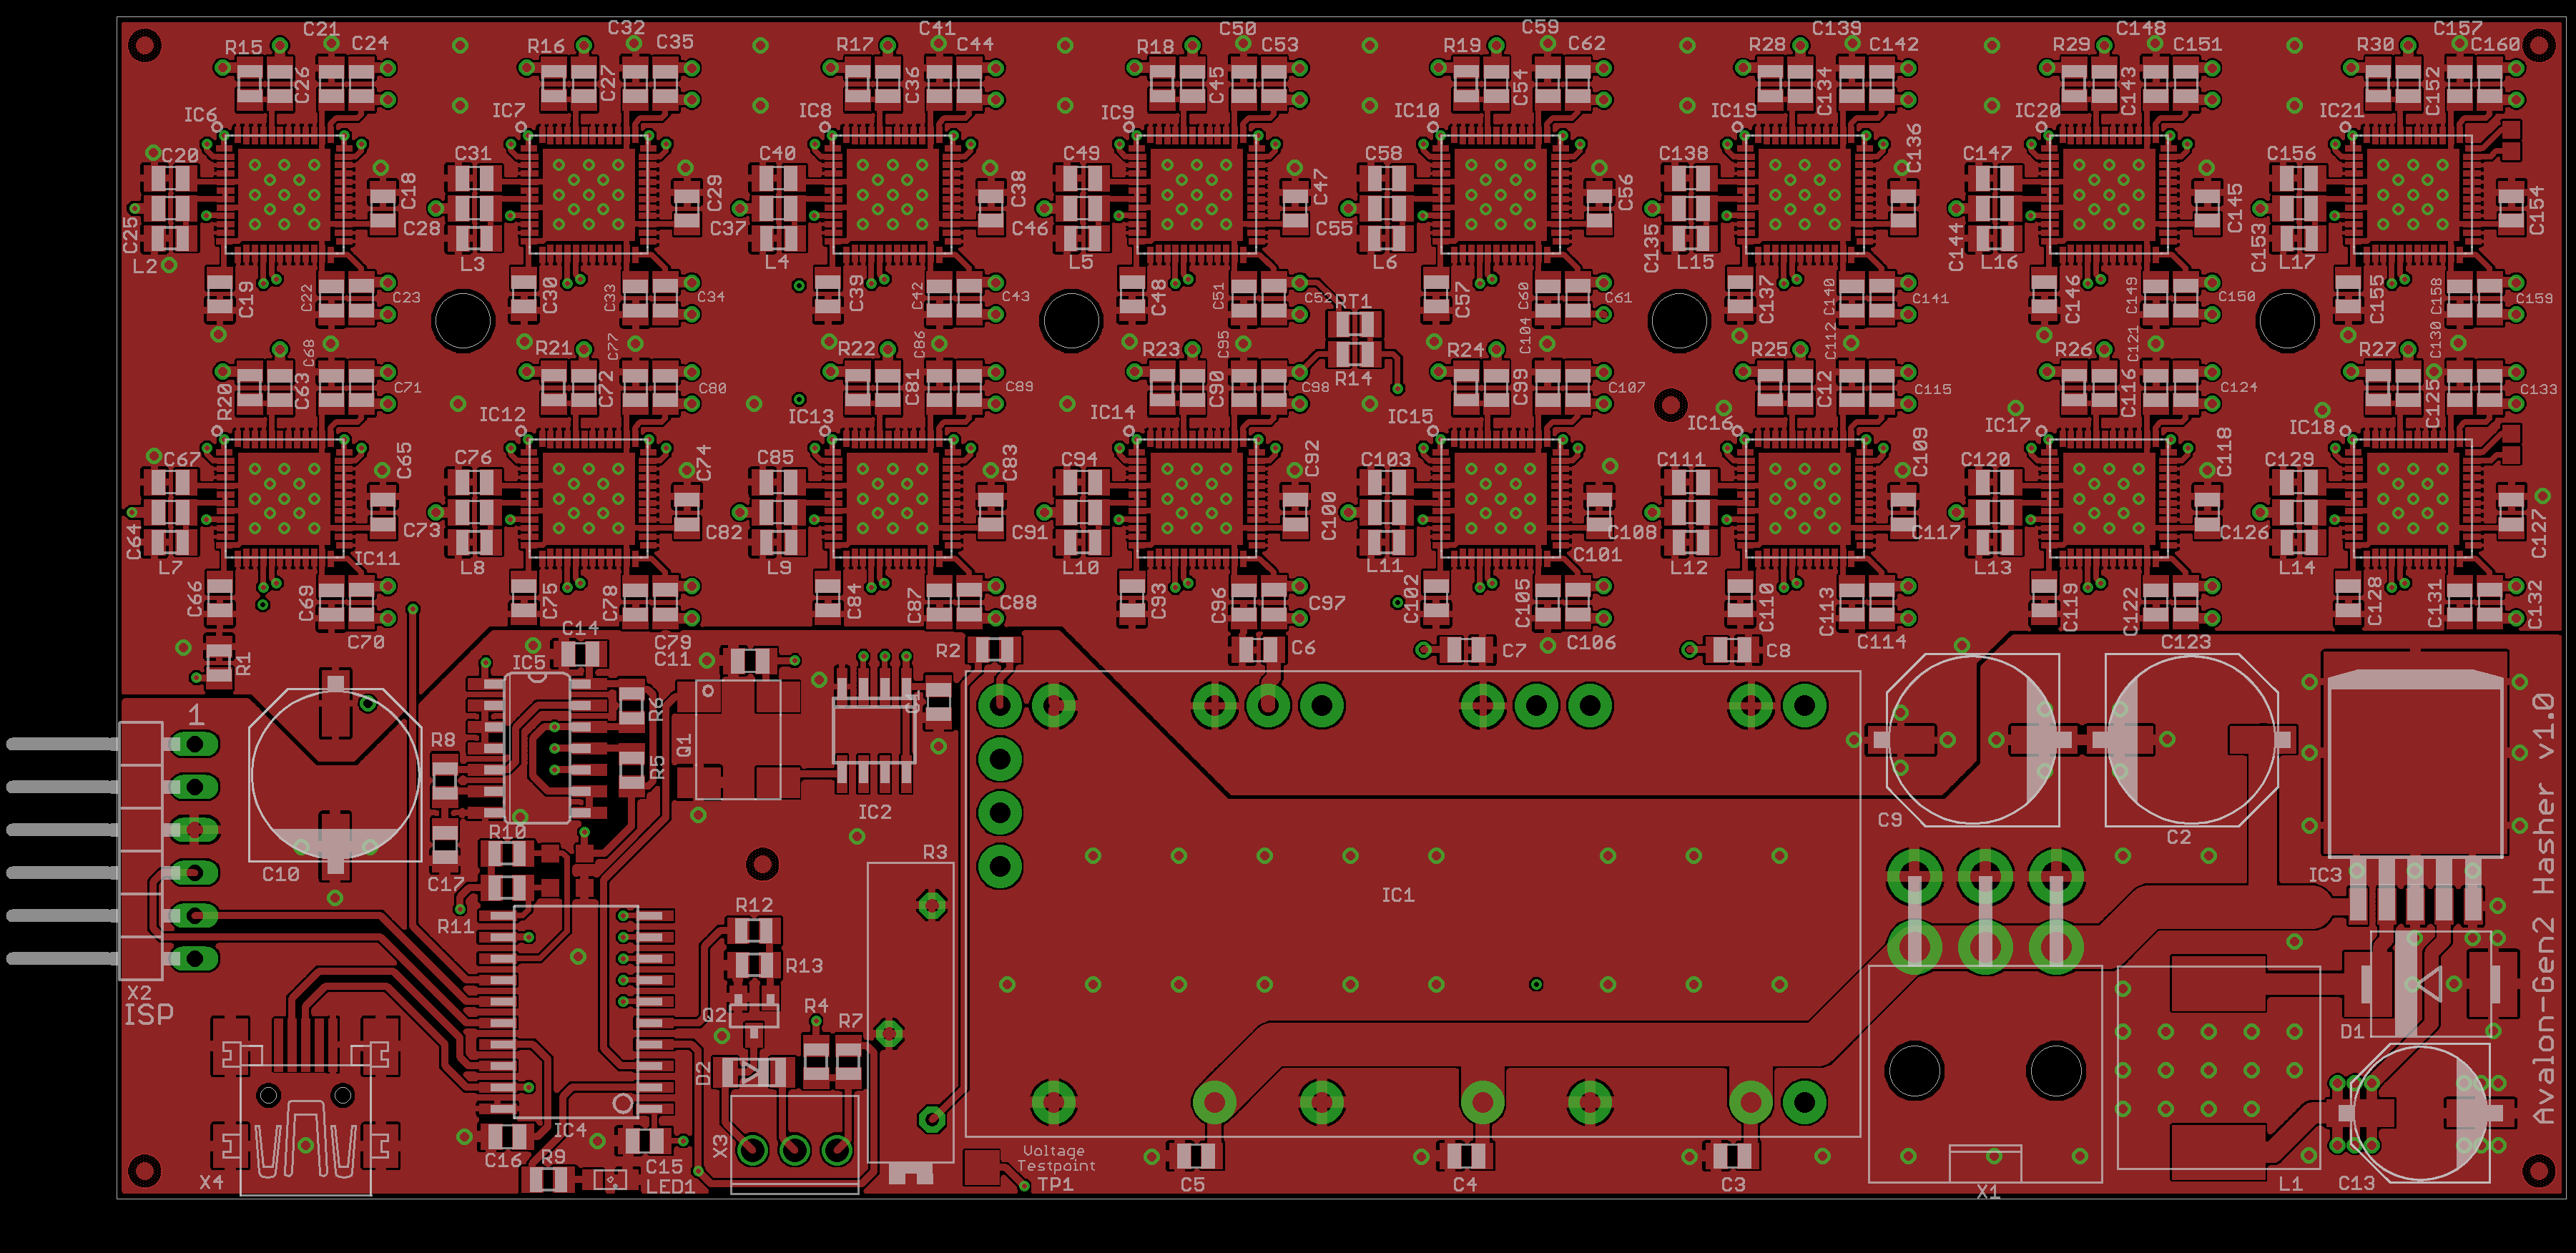 C21 C32 C41 C50 C59 C139 C148 C157
R15 C24 R16 C35 R17 C44 R18 C53 R19 C62 R28 C142 R29 C151 R30 C160
C26 C27 C36 C45 C54 C134 C143 C152
IC6 IC7 IC8 IC9 IC10 IC19 IC20 IC21
C20 C31 C40 C49 C58 C138 C136 C147 C156
C18 C29 C38 C47 C56 C145 C154
C25 C28 C37 C46 C55 C135 C144 C153
L2 L3 L4 L5 L6 L15 L16 L17
C19 C22 C23 C30 C33 C34 C39 C42 C43 C48 C51 C52 RT1 C57 C60 C61 C137 C140 C141 C146 C149 C150 C155 C158 C159
C68 R21 C77 R22 C86 R23 C95 R14 R24 C104 R25 C112 R26 C121 R27 C130
R20 C63 C71 C72 C80 C81 C89 C90 C98 C99 C107 C12 C115 C116 C124 C125 C133
IC12 IC13 IC14 IC15 IC16 IC17 IC18
C67 C65 C76 C74 C85 C83 C94 C92 C103 C111 C109 C120 C118 C129
C64 C73 C82 C91 C100 C108 C117 C126 C127
L7 IC11 L8 L9 L10 L11 C101 L12 L13 L14
C66 C69 C75 C78 C84 C87 C88 C93 C96 C97 C102 C105 C110 C113 C119 C122 C128 C131 C132
C70 C14 C79 R2 C6 C7 C106 C8 C114 C123
R1 IC5 C11
1 R6 C1
R8 Q1 R5 IC2
C9 C2
R10 R3
C10 C17 IC1 IC3
R11 R12
R13
X2
ISP
Q2 R4 R7 D1
D2
Avalon-Gen2 Hasher v1.0
IC4 X3
C16 C15 Voltage
Testpoint
X4 R9 LED1 TP1 C5 C4 C3 X1 L1 C13